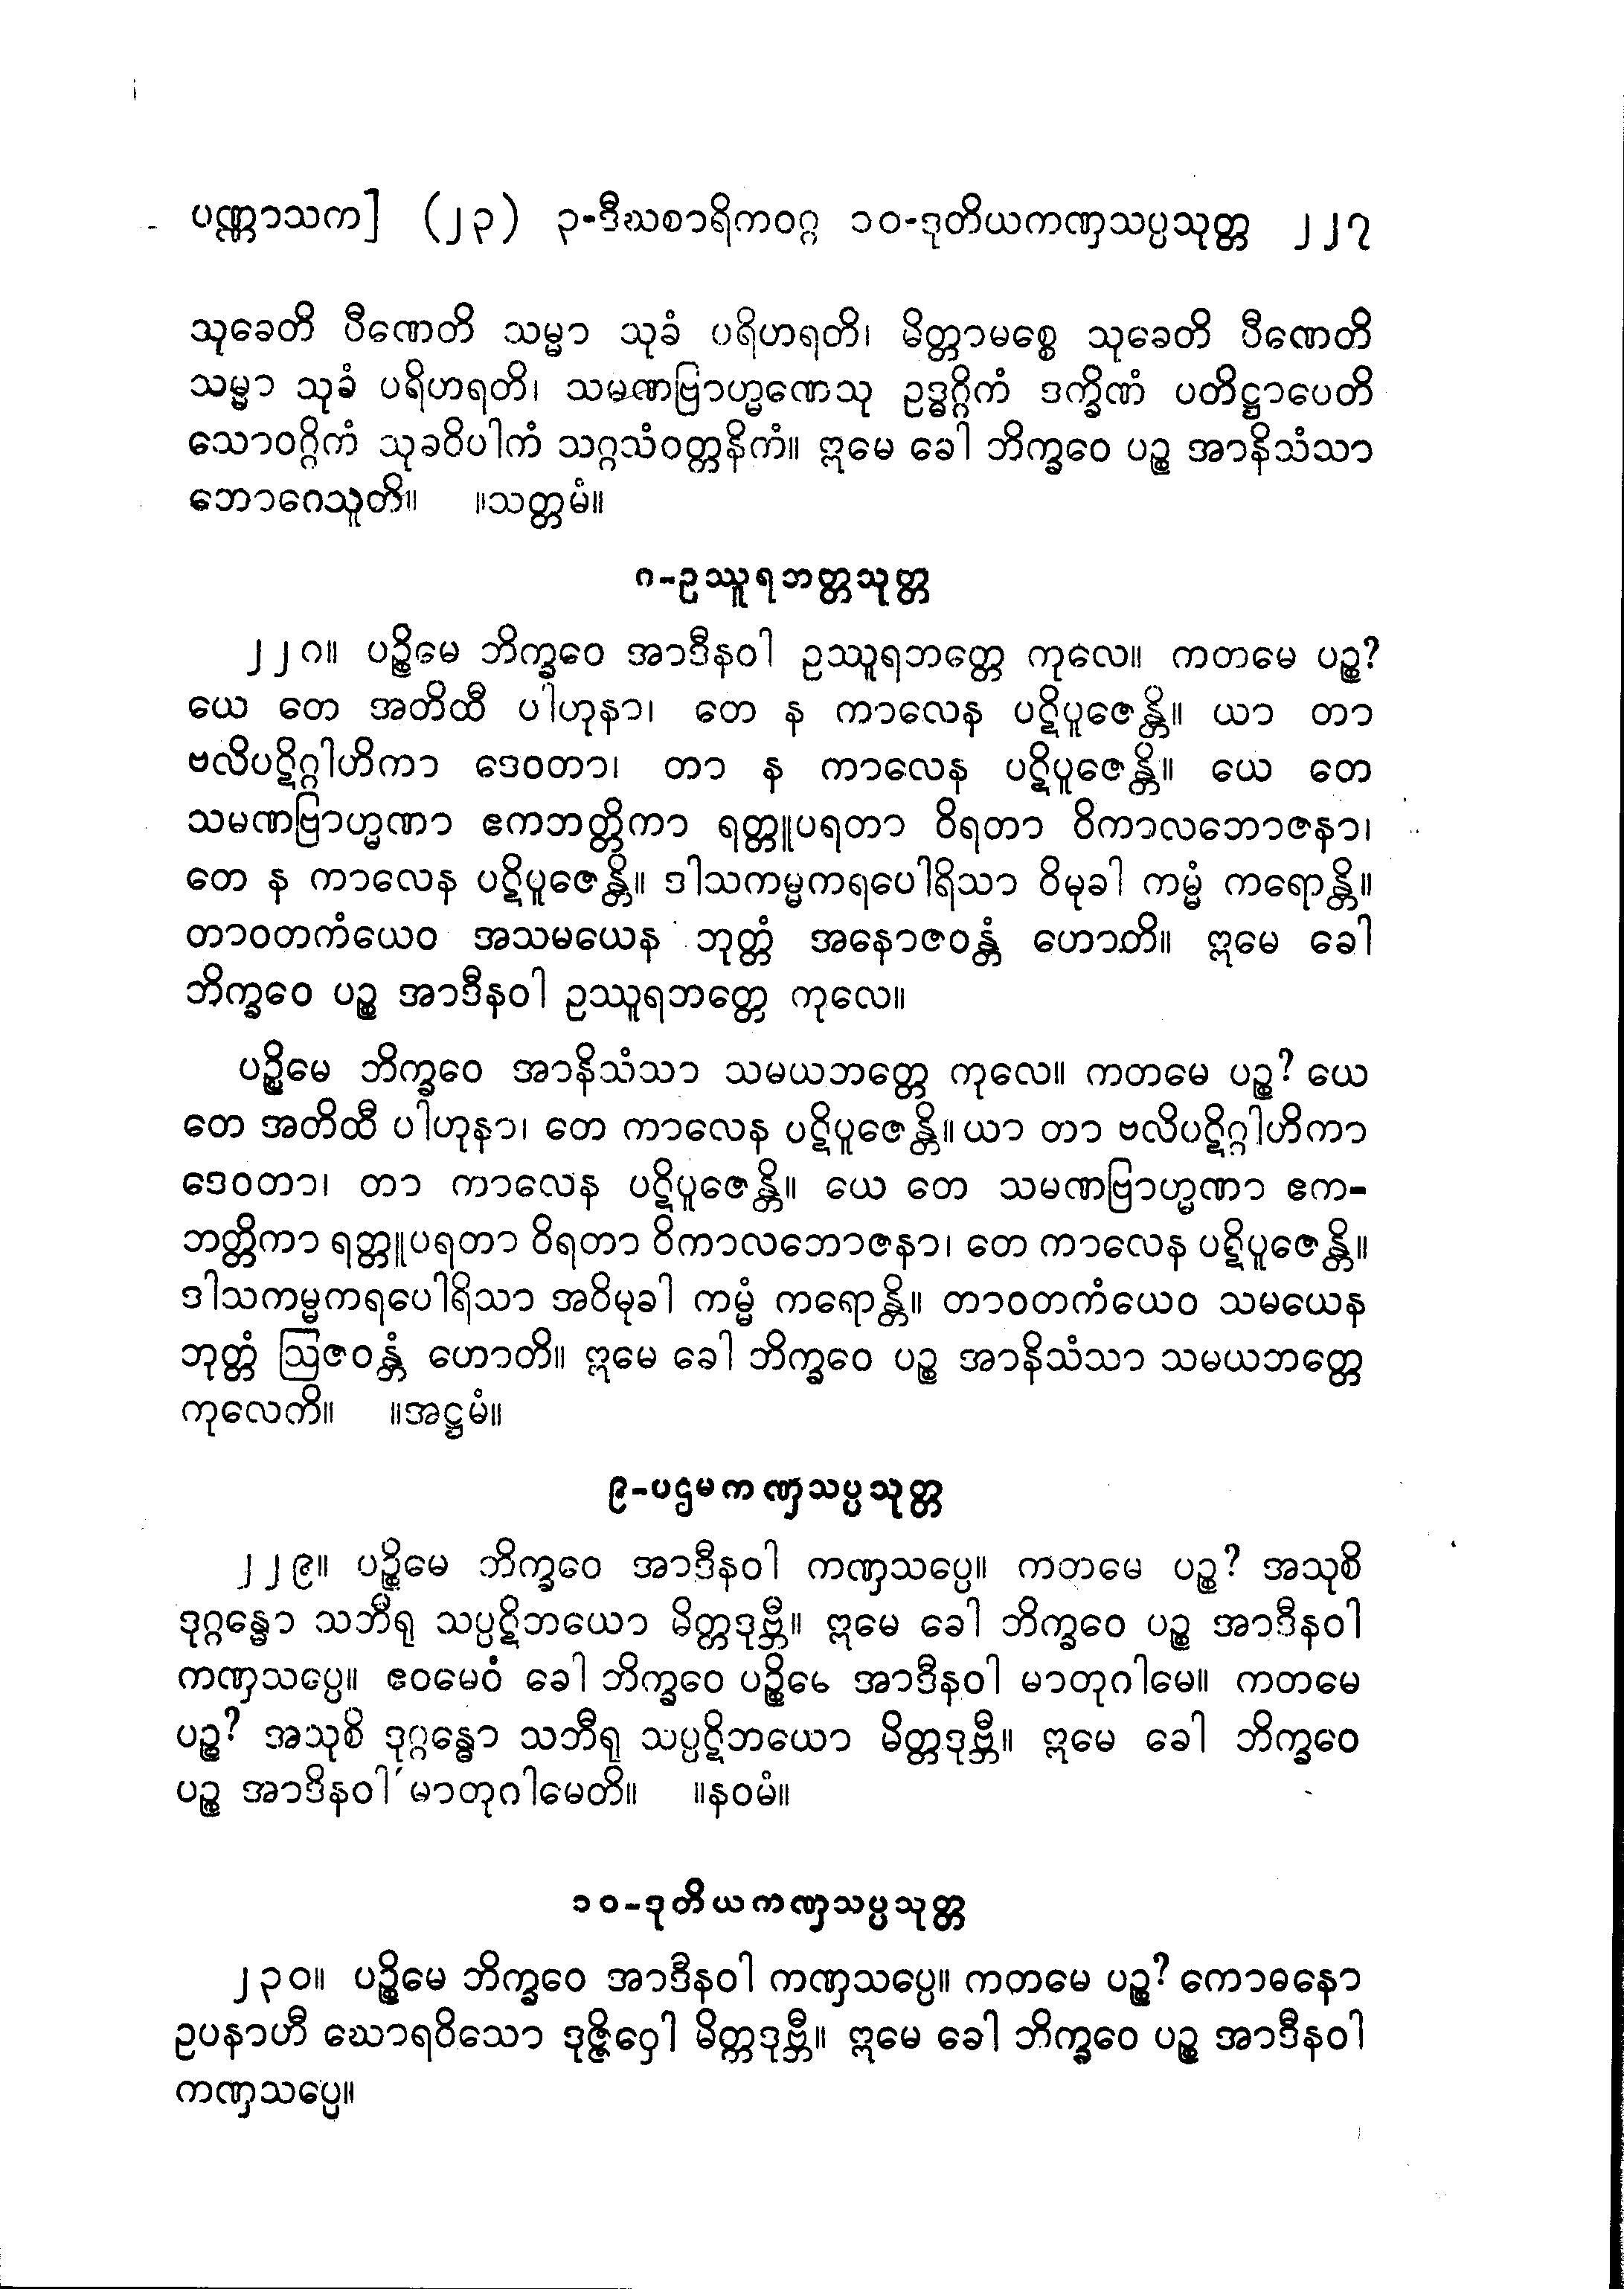 ပဏ္ဏာသက] (၂၃) ၃-ဒီဃစာရိကဝဂ္ဂ ၁၀-ဒုတိယကဏှသပ္ပသုတ္တ ၂၂၇
သုခေတိ ပီဏေတိ သမ္မာ သုခံ ပရိဟရတိ၊ မိတ္တာမစ္စေ သုခေတိ ပီဏေတိ
သမ္မာ သုခံ ပရိဟရတိ၊ သမဏဗြာဟ္မဏေသု ဥဒ္ဓဂ္ဂိကံ ဒက္ခိဏံ ပတိဋ္ဌာပေတိ
သောဝဂ္ဂိကံ သုခဝိပါကံ သဂ္ဂသံဝတ္တနိကံ။ ဣမေ ခေါ ဘိက္ခဝေ ပဉ္စ အာနိသံသာ
ဘောဂေသူတိ။ ။သတ္တမံ။
၈-ဥဿူရဘတ္တသုတ္တ
၂၂၈။ ပဉ္စိမေ ဘိက္ခဝေ အာဒီနဝါ ဥဿူရဘတ္တေ ကုလေ။ ကတမေ ပဉ္စ?
ယေ တေ အတိထီ ပါဟုနာ၊ တေ န ကာလေန ပဋိပူဇေန္တိ။ ယာ တာ
ဗလိပဋိဂ္ဂါဟိကာ ဒေဝတာ၊ တာ န ကာလေန ပဋိပူဇေန္တိ။ ယေ တေ
သမဏဗြာဟ္မဏာ ဧကဘတ္တိကာ ရတ္တူပရတာ ဝိရတာ ဝိကာလဘောဇနာ၊
တေ န ကာလေန ပဋိပူဇေန္တိ။ ဒါသကမ္မကရပေါရိသာ ဝိမုခါ ကမ္မံ ကရောန္တိ။
တာဝတကံယေဝ အသမယေန ဘုတ္တံ အနောဇဝန္တံ ဟောတိ။ ဣမေ ခေါ
ဘိက္ခဝေ ပဉ္စ အာဒီနဝါ ဥဿူရဘတ္တေ ကုလေ။
ပဉ္စိမေ ဘိက္ခဝေ အာနိသံသာ သမယဘတ္တေ ကုလေ။ ကတမေ ပဉ္စ? ယေ
တေ အတိထီ ပါဟုနာ၊ တေ ကာလေန ပဋိပူဇေန္တိ။ ယာ တာ ဗလိပဋိဂ္ဂါဟိကာ
ဒေဝတာ၊ တာ ကာလေန ပဋိပူဇေန္တိ။ ယေ တေ သမဏဗြာဟ္မဏာ ဧက-
ဘတ္တိကာ ရတ္တူပရတာ ဝိရတာ ဝိကာလဘောဇနာ၊ တေ ကာလေန ပဋိပူဇေန္တိ။
ဒါသကမ္မကရပေါရိသာ အဝိမုခါ ကမ္မံ ကရောန္တိ။ တာဝတကံယေဝ သမယေန
ဘုတ္တံ ဩဇဝန္တံ ဟောတိ။ ဣမေ ခေါ ဘိက္ခဝေ ပဉ္စ အာနိသံသာ သမယဘတ္တေ
ကုလေတိ။ ။အဋ္ဌမံ။
၉-ပဌမကဏှသပ္ပသုတ္တ
၂၂၉။ ပဉ္စိမေ ဘိက္ခဝေ အာဒီနဝါ ကဏှသပ္ပေ။ ကတမေ ပဉ္စ? အသုစိ
ဒုဂ္ဂန္ဓော သဘီရု သပ္ပဋိဘယော မိတ္တဒုဗ္ဘီ။ ဣမေ ခေါ ဘိက္ခဝေ ပဉ္စ အာဒီနဝါ
ကဏှသပ္ပေ။ ဧဝမေဝံ ခေါ ဘိက္ခဝေ ပဉ္စိမေ အာဒီနဝါ မာတုဂါမေ။ ကတမေ
ပဉ္စ? အသုစိ ဒုဂ္ဂန္ဓော သဘီရု သပ္ပဋိဘယော မိတ္တဒုဗ္ဘီ။ ဣမေ ခေါ ဘိက္ခဝေ
ပဉ္စ အာဒီနဝါ မာတုဂါမေတိ။ ။နဝမံ။
၁၀-ဒုတိယကဏှသပ္ပသုတ္တ
၂၃၀။ ပဉ္စိမေ ဘိက္ခဝေ အာဒီနဝါ ကဏှသပ္ပေ။ ကတမေ ပဉ္စ? ကောဓနော
ဥပနာဟီ ဃောရဝိသော ဒုဇ္ဇိဝှေါ မိတ္တဒုဗ္ဘီ။ ဣမေ ခေါ ဘိက္ခဝေ ပဉ္စ အာဒီနဝါ
ကဏှသပ္ပေ။